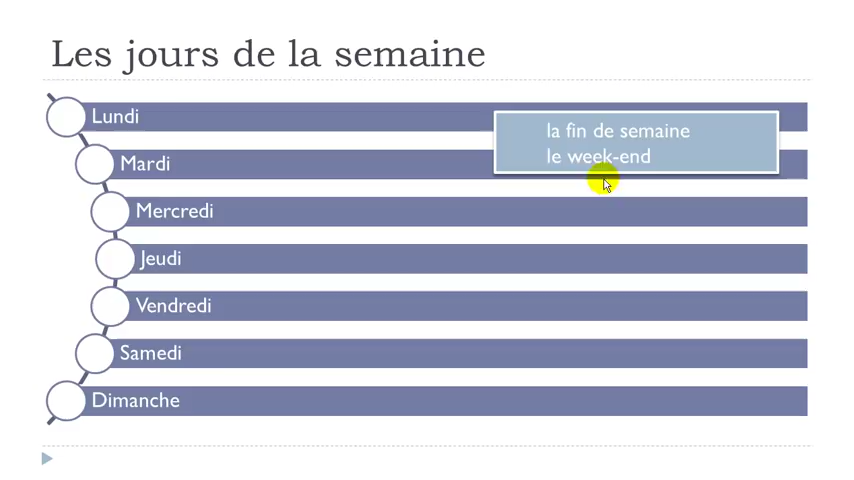 Les jours de la semaine
Lundi
la fin de semaine
le week-end
Mardi
Mercredi
Jeudi
Vendredi
Samedi
Dimanche